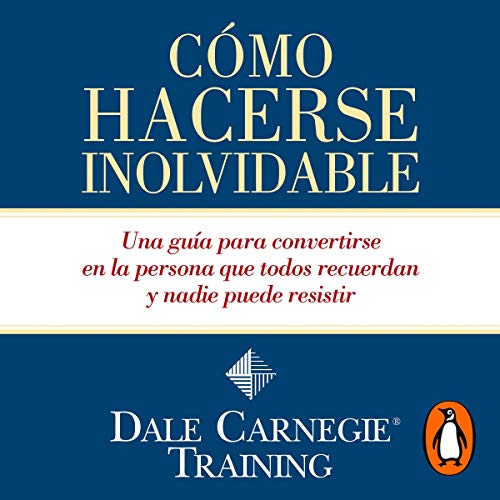 CÓMO
HACERSE
INOLVIDABLE
Una guía para convertirse
en la persona que todos recuerdan
y nadie puede resistir
DALE CARNEGIE®
TRAINING